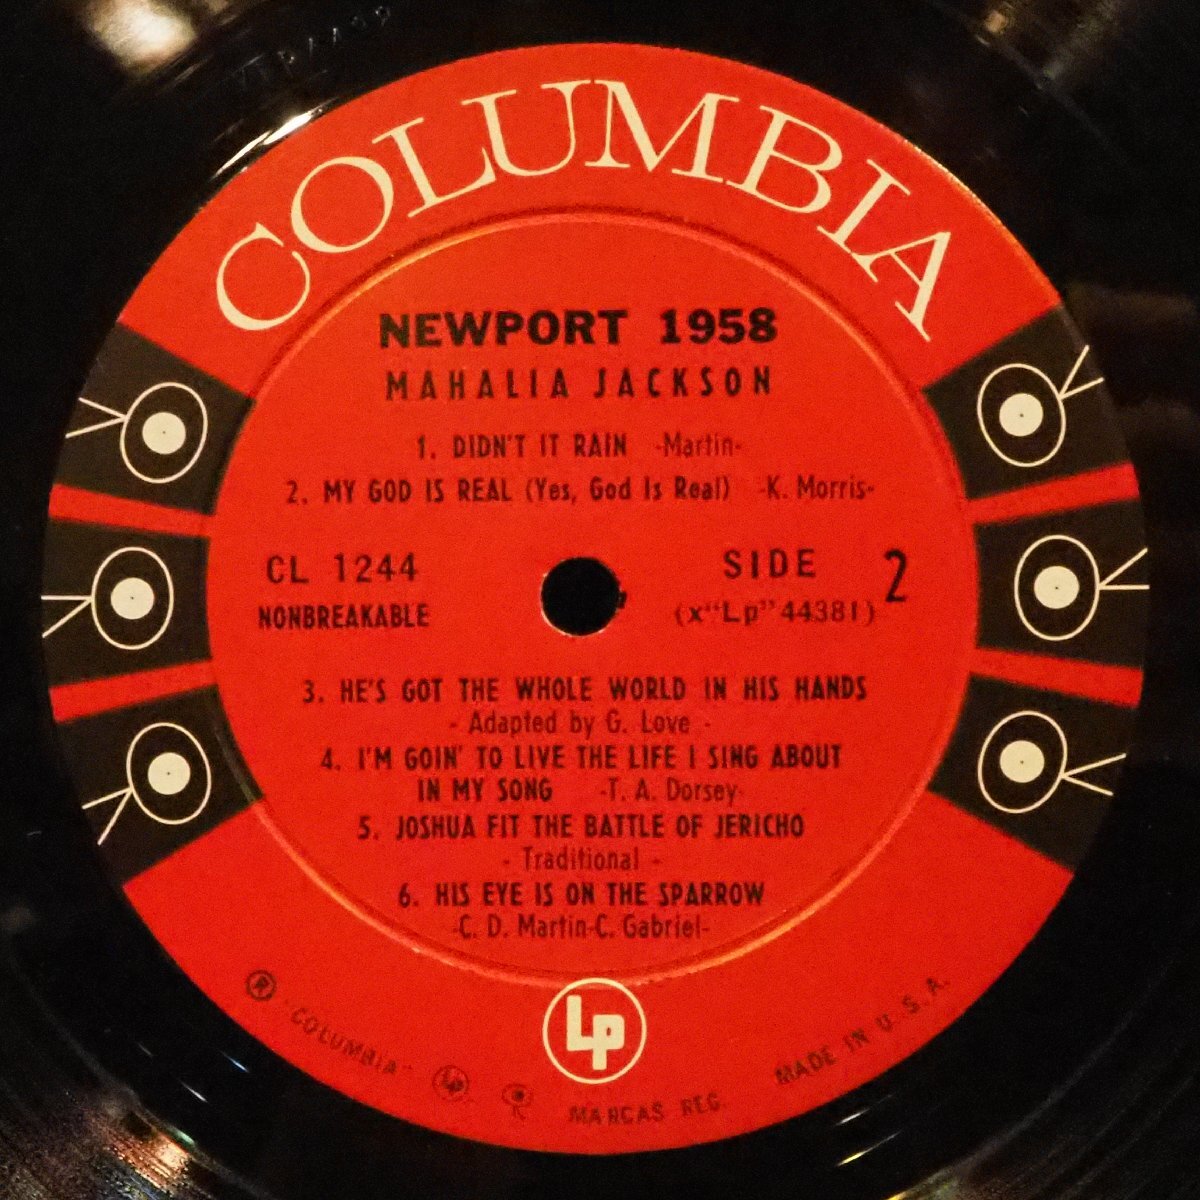 COLUMBIA
NEWPORT 1958
MAHALIA JACKSON
1. DIDN'T IT RAIN -Martin-
2. MY GOD IS REAL (Yes, God Is Real) -K. Morris-
CL 1244
NONBREAKABLE
SIDE 2
(x"Lp" 44381)
3. HE'S GOT THE WHOLE WORLD IN HIS HANDS
- Adapted by G. Love -
4. I'M GOIN' TO LIVE THE LIFE I SING ABOUT
IN MY SONG -T. A. Dorsey-
5. JOSHUA FIT THE BATTLE OF JERICHO
- Traditional -
6. HIS EYE IS ON THE SPARROW
-C. D. Martin-C. Gabriel-
LP
® "COLUMBIA" LP MARCAS REG. MADE IN U. S. A.